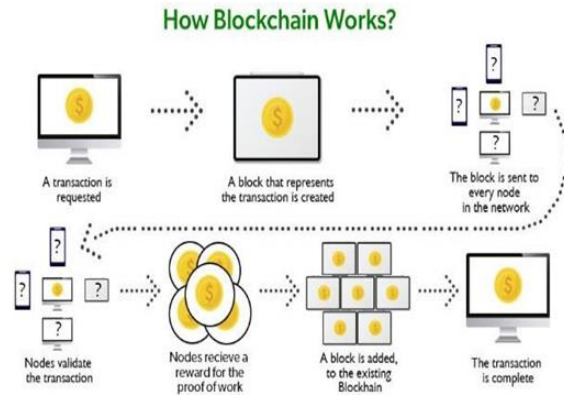 How Blockchain Works?
$
$
?
?
$
?
?
A transaction is
requested
A block that represents
the transaction is created
The block is sent to
every node
in the network
?
?
$
?
?
$
$
Nodes validate
the transaction
Nodes recieve a
reward for the
proof of work
A block is added,
to the existing
Blockhain
The transaction
is complete